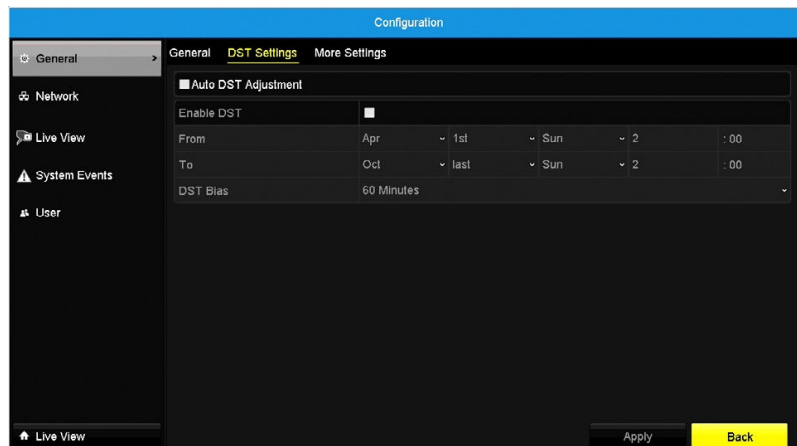 Configuration
General
Network
Live View
System Events
User
Live View
General DST Settings More Settings
Auto DST Adjustment
Enable DST
From Apr 1st Sun 2 : 00
To Oct last Sun 2 : 00
DST Bias 60 Minutes
Apply Back